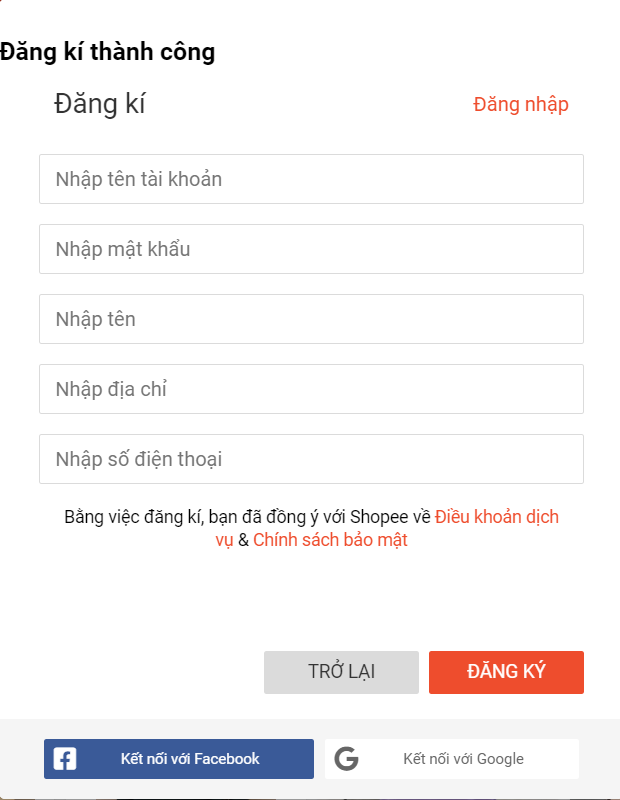 Đăng kí thành công
Đăng kí
Đăng nhập
Nhập tên tài khoản
Nhập mật khẩu
Nhập tên
Nhập địa chỉ
Nhập số điện thoại
Bằng việc đăng kí, bạn đã đồng ý với Shopee về Điều khoản dịch
vụ & Chính sách bảo mật
TRỞ LẠI
ĐĂNG KÝ
Kết nối với Facebook
Kết nối với Google